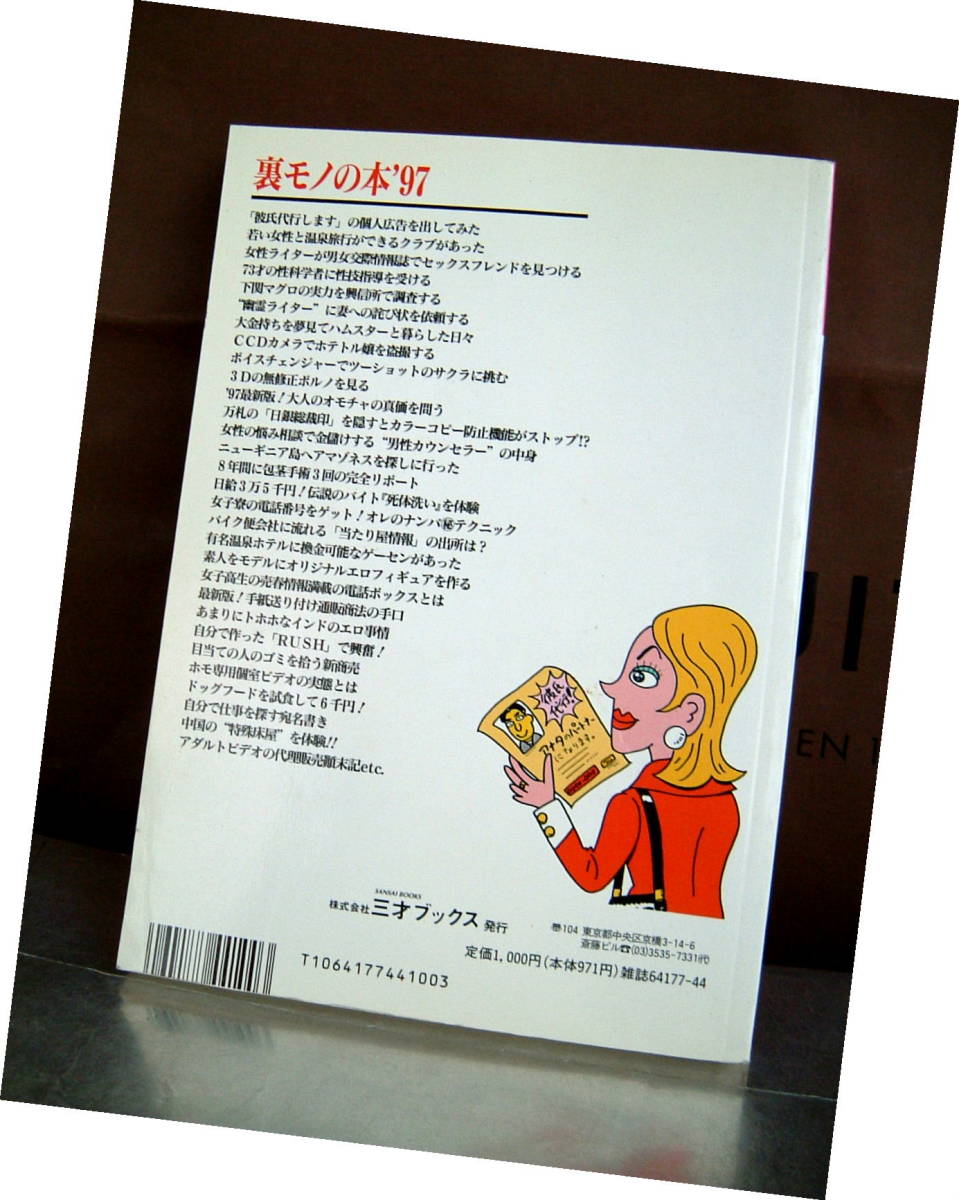 裏モノの本'97
「彼氏代行します」の個人広告を出してみた
若い女性と温泉旅行ができるクラブがあった
女性ライターが男女交際情報誌でセックスフレンドを見つける
73才の性科学者に性技指導を受ける
下関マグロの実力を興信所で調査する
"幽霊ライター"に妻への詫び状を依頼する
大金持ちを夢見てハムスターと暮らした日々
CCDカメラでホテトル嬢を盗撮する
ボイスチェンジャーでツーショットのサクラに挑む
3Dの無修正ポルノを見る
'97最新版!大人のオモチャの真価を問う
万札の「日銀総裁印」を隠すとカラーコピー防止機能がストップ!?
女性の悩み相談で金儲けする"男性カウンセラー"の中身
ニューギニア島へアマゾネスを探しに行った
8年間に包茎手術3回の完全リポート
日給3万5千円!伝説のバイト『死体洗い』を体験
女子寮の電話番号をゲット!オレのナンパ㊙テクニック
バイク便会社に流れる「当たり屋情報」の出所は?
有名温泉ホテルに換金可能なゲーセンがあった
素人をモデルにオリジナルエロフィギュアを作る
女子高生の売春情報満載の電話ボックスとは
最新版!手紙送り付け通販商法の手口
あまりにトホホなインドのエロ事情
自分で作った「RUSH」で興奮!
目当ての人のゴミを拾う新商売
ホモ専用個室ビデオの実態とは
ドッグフードを試食して6千円!
自分で仕事を探す宛名書き
中国の"特殊床屋"を体験!!
アダルトビデオの代理販売顛末記etc.
彼氏
代行!
アナタのパートナー
になります。
SANSAI BOOKS
株式会社三才ブックス 発行
〠104 東京都中央区京橋3-14-6
斎藤ビル☎(03)3535-7331㈹
定価1,000円(本体971円)雑誌64177-44
T1064177441003
UIT
EN